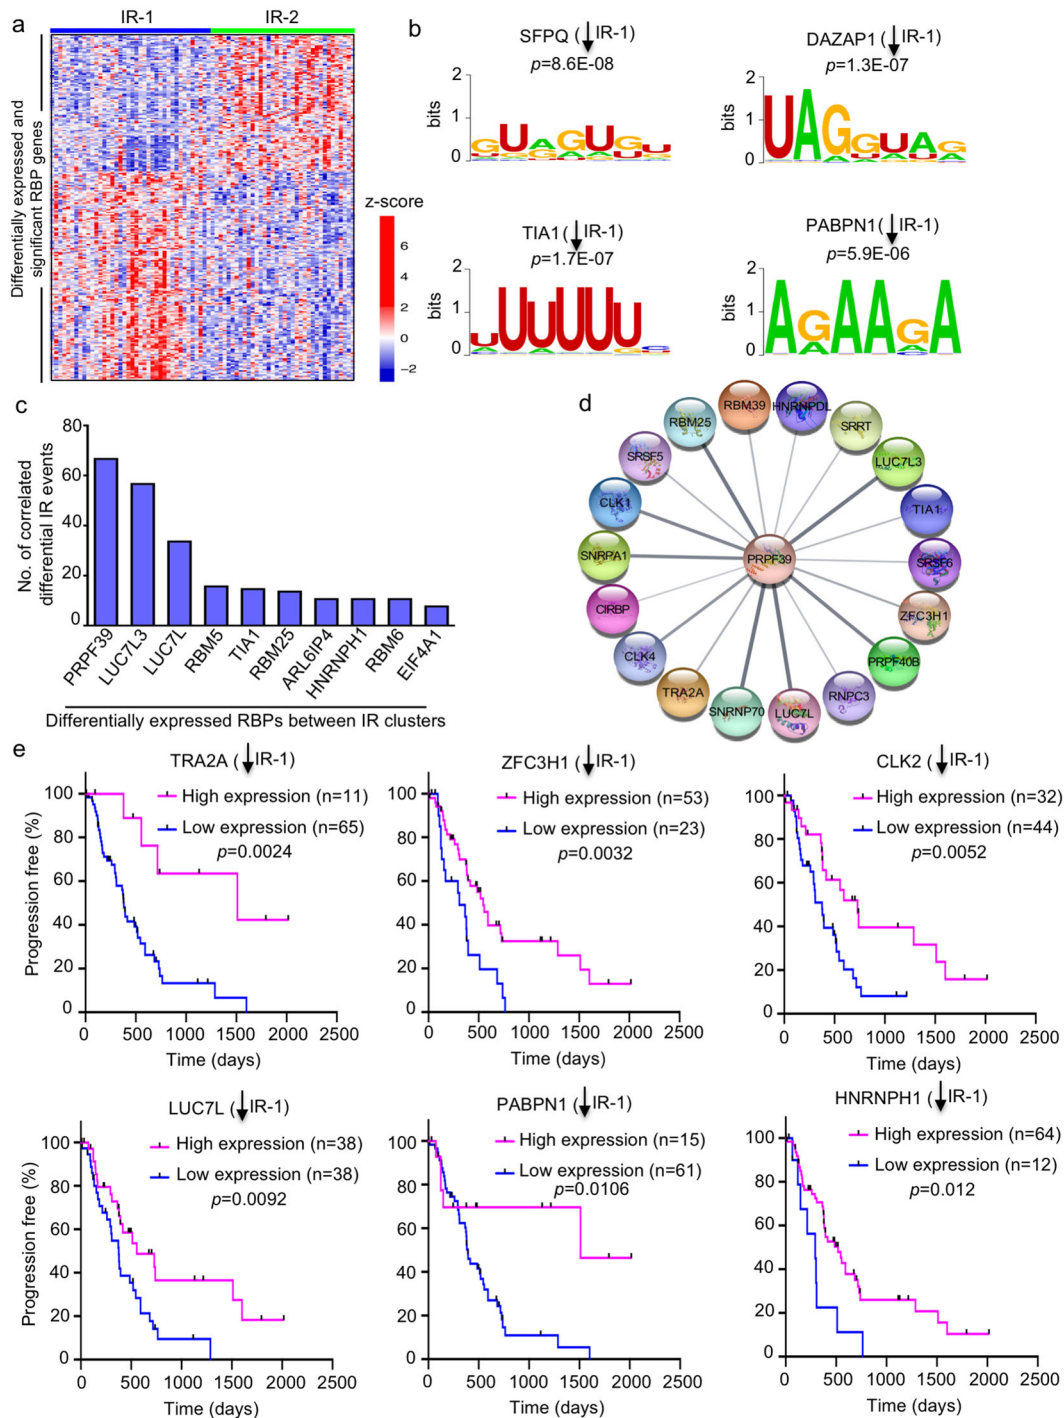 a
IR-1
IR-2
Differentially expressed and
significant RBP genes
z-score
6
4
2
0
−2
b
SFPQ (↓IR-1)
p=8.6E-08
bits
2
1
0
GUAGUGU
DAZAP1 (↓IR-1)
p=1.3E-07
bits
2
1
0
UAGGUAG
TIA1 (↓IR-1)
p=1.7E-07
bits
2
1
0
UUUUUU
PABPN1 (↓IR-1)
p=5.9E-06
bits
2
1
0
AGAAGA
c
No. of correlated
differential IR events
80
60
40
20
0
PRPF39
LUC7L3
LUC7L
RBM5
TIA1
RBM25
ARL6IP4
HNRNPH1
RBM6
EIF4A1
Differentially expressed RBPs between IR clusters
d
RBM39
HNRNPDL
RBM25
SRRT
SRSF5
LUC7L3
CLK1
TIA1
SNRPA1
PRPF39
SRSF6
CIRBP
ZFC3H1
CLK4
PRPF40B
TRA2A
RNPC3
SNRNP70
LUC7L
e
TRA2A (↓IR-1)
High expression (n=11)
Low expression (n=65)
p=0.0024
Progression free (%)
100
80
60
40
20
0
0 500 1000 1500 2000 2500
Time (days)
ZFC3H1 (↓IR-1)
High expression (n=53)
Low expression (n=23)
p=0.0032
100
80
60
40
20
0
0 500 1000 1500 2000 2500
Time (days)
CLK2 (↓IR-1)
High expression (n=32)
Low expression (n=44)
p=0.0052
100
80
60
40
20
0
0 500 1000 1500 2000 2500
Time (days)
LUC7L (↓IR-1)
High expression (n=38)
Low expression (n=38)
p=0.0092
Progression free (%)
100
80
60
40
20
0
0 500 1000 1500 2000 2500
Time (days)
PABPN1 (↓IR-1)
High expression (n=15)
Low expression (n=61)
p=0.0106
100
80
60
40
20
0
0 500 1000 1500 2000 2500
Time (days)
HNRNPH1 (↓IR-1)
High expression (n=64)
Low expression (n=12)
p=0.012
100
80
60
40
20
0
0 500 1000 1500 2000 2500
Time (days)